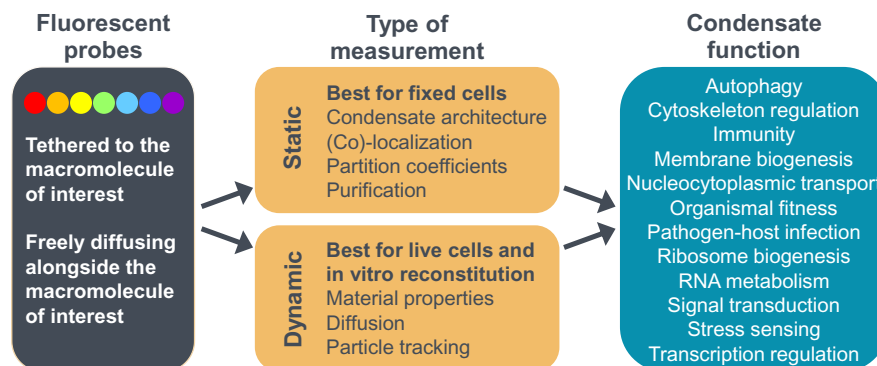 Fluorescent
probes
Tethered to the
macromolecule
of interest
Freely diffusing
alongside the
macromolecule
of interest
Type of
measurement
Static
Best for fixed cells
Condensate architecture
(Co)-localization
Partition coefficients
Purification
Dynamic
Best for live cells and
in vitro reconstitution
Material properties
Diffusion
Particle tracking
Condensate
function
Autophagy
Cytoskeleton regulation
Immunity
Membrane biogenesis
Nucleocytoplasmic transport
Organismal fitness
Pathogen-host infection
Ribosome biogenesis
RNA metabolism
Signal transduction
Stress sensing
Transcription regulation